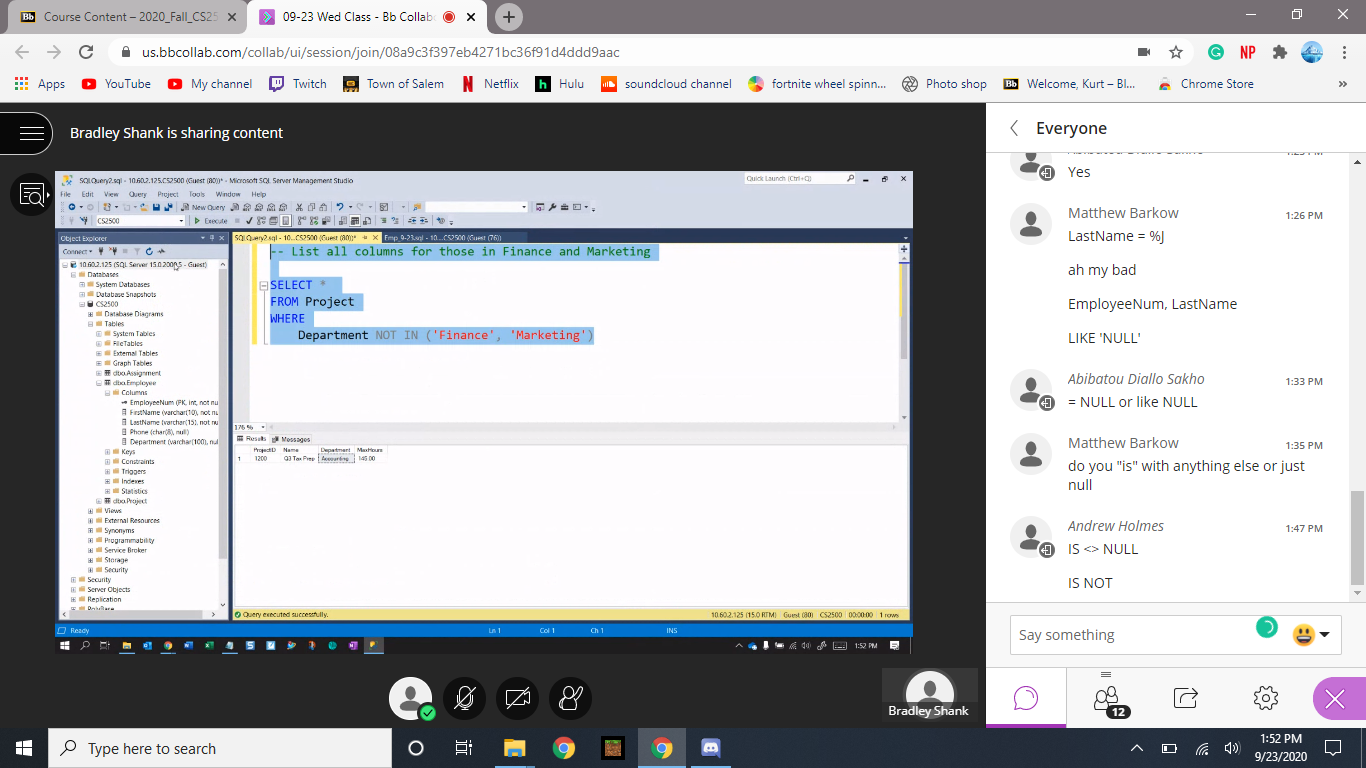 Course Content – 2020_Fall_CS25
09-23 Wed Class - Bb Collab
us.bbcollab.com/collab/ui/session/join/08a9c3f397eb4271bc36f91d4ddd9aac
Apps
YouTube
My channel
Twitch
Town of Salem
Netflix
Hulu
soundcloud channel
fortnite wheel spinn...
Photo shop
Welcome, Kurt – Bl...
Chrome Store
Bradley Shank is sharing content
SQLQuery2.sql - 10.60.2.125.CS2500 (Guest (80))* - Microsoft SQL Server Management Studio
Quick Launch (Ctrl+Q)
File Edit View Query Project Tools Window Help
New Query
CS2500
Execute
Object Explorer
Connect
10.60.2.125 (SQL Server 15.0.2000.5 - Guest)
Databases
System Databases
Database Snapshots
CS2500
Database Diagrams
Tables
System Tables
FileTables
External Tables
Graph Tables
dbo.Assignment
dbo.Employee
Columns
EmployeeNum (PK, int, not nu
FirstName (varchar(10), not nu
LastName (varchar(15), not nu
Phone (char(8), null)
Department (varchar(100), nul
Keys
Constraints
Triggers
Indexes
Statistics
dbo.Project
Views
External Resources
Synonyms
Programmability
Service Broker
Storage
Security
Security
Server Objects
Replication
PolyBase
SQLQuery2.sql - 10....CS2500 (Guest (80))*
Emp_9-23.sql - 10....CS2500 (Guest (76))
-- List all columns for those in Finance and Marketing
SELECT *
FROM Project
WHERE
Department NOT IN ('Finance', 'Marketing')
176 %
Results
Messages
ProjectID Name Department MaxHours
1 1200 Q3 Tax Prep Accounting 145.00
Query executed successfully.
10.60.2.125 (15.0 RTM) Guest (80) CS2500 00:00:00 1 rows
Ready
Ln 1 Col 1 Ch 1 INS
1:52 PM
Bradley Shank
Everyone
Yes
Matthew Barkow 1:26 PM
LastName = %J
ah my bad
EmployeeNum, LastName
LIKE 'NULL'
Abibatou Diallo Sakho 1:33 PM
= NULL or like NULL
Matthew Barkow 1:35 PM
do you "is" with anything else or just
null
Andrew Holmes 1:47 PM
IS <> NULL
IS NOT
Say something
12
Type here to search
1:52 PM
9/23/2020